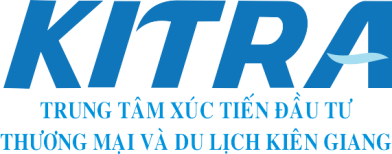 KITRA
TRUNG TÂM XÚC TIẾN ĐẦU TƯ
THƯƠNG MẠI VÀ DU LỊCH KIÊN GIANG